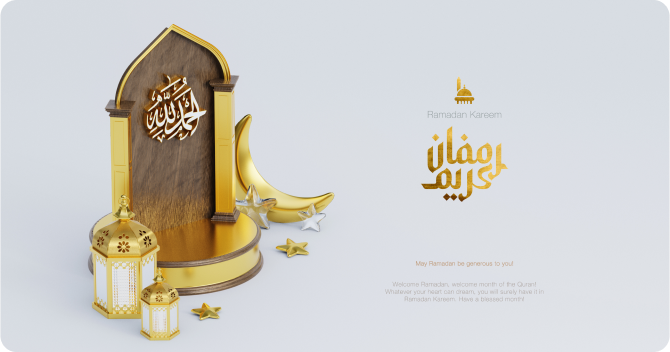 الحمد لله
Ramadan Kareem
رمضان
كريم
May Ramadan be generous to you!
Welcome Ramadan, welcome month of the Quran!
Whatever your heart can dream, you will surely have it in
Ramadan Kareem. Have a blessed month!